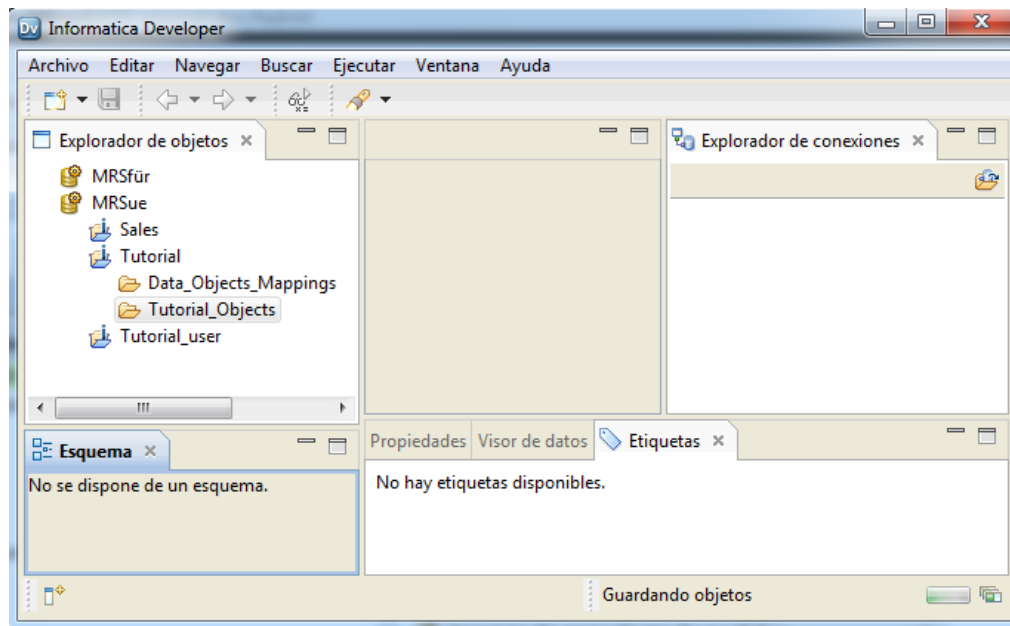 Dv Informatica Developer
Archivo Editar Navegar Buscar Ejecutar Ventana Ayuda
Explorador de objetos
MRSfür
MRSue
Sales
Tutorial
Data_Objects_Mappings
Tutorial_Objects
Tutorial_user
Explorador de conexiones
Esquema
No se dispone de un esquema.
Propiedades Visor de datos Etiquetas
No hay etiquetas disponibles.
Guardando objetos